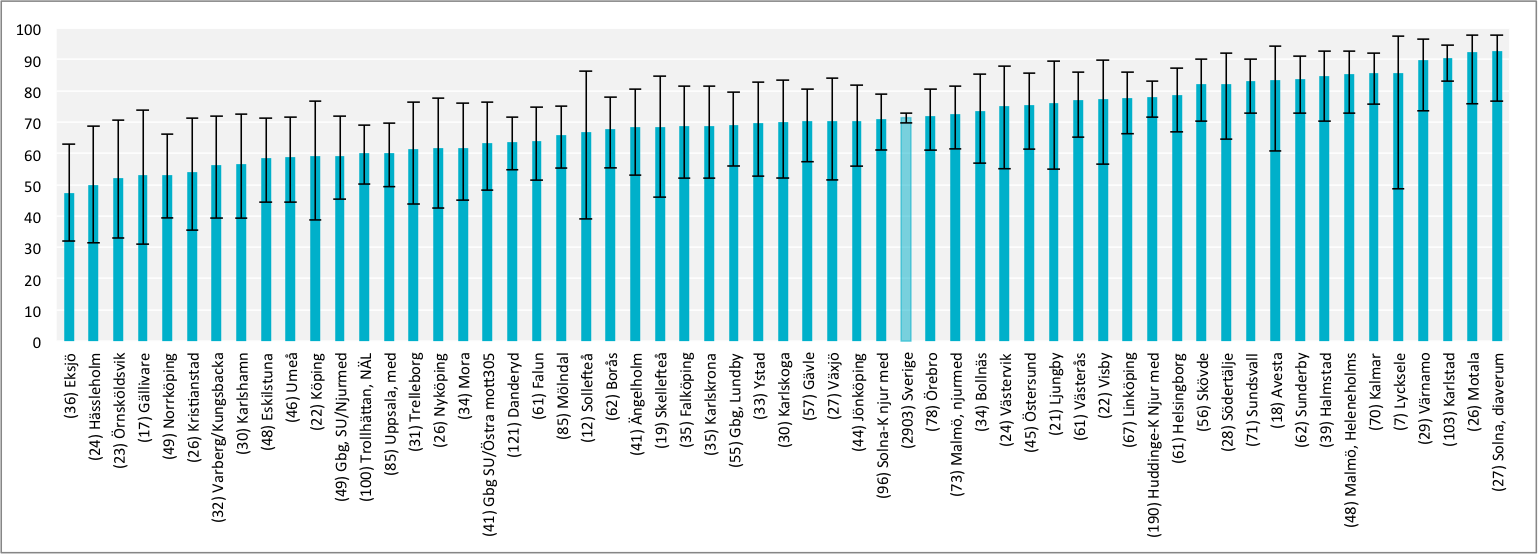 100
90
80
70
60
50
40
30
20
10
0
(36) Eksjö
(24) Hässleholm
(23) Örnsköldsvik
(17) Gällivare
(49) Norrköping
(26) Kristianstad
(32) Varberg/Kungsbacka
(30) Karlshamn
(48) Eskilstuna
(46) Umeå
(22) Köping
(49) Gbg, SU/Njurmed
(100) Trollhättan, NÄL
(85) Uppsala, med
(31) Trelleborg
(26) Nyköping
(34) Mora
(41) Gbg SU/Östra mott305
(121) Danderyd
(61) Falun
(85) Mölndal
(12) Sollefteå
(62) Borås
(41) Ängelholm
(19) Skellefteå
(35) Falköping
(35) Karlskrona
(55) Gbg, Lundby
(33) Ystad
(30) Karlskoga
(57) Gävle
(27) Växjö
(44) Jönköping
(96) Solna-K njur med
(2903) Sverige
(78) Örebro
(73) Malmö, njurmed
(34) Bollnäs
(24) Västervik
(45) Östersund
(21) Ljungby
(61) Västerås
(22) Visby
(67) Linköping
(190) Huddinge-K Njur med
(61) Helsingborg
(56) Skövde
(28) Södertälje
(71) Sundsvall
(18) Avesta
(62) Sunderby
(39) Halmstad
(48) Malmö, Heleneholms
(70) Kalmar
(7) Lycksele
(29) Värnamo
(103) Karlstad
(26) Motala
(27) Solna, diaverum